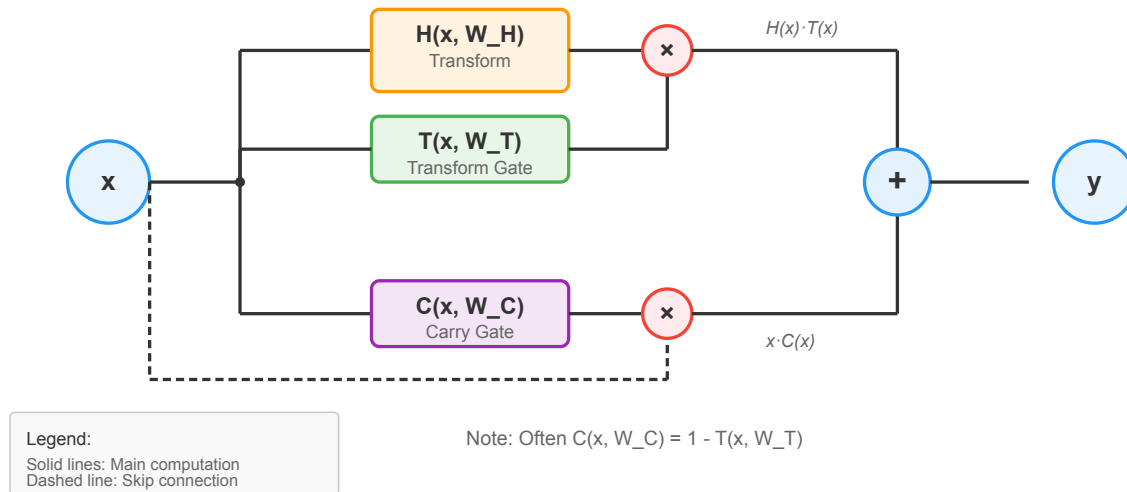 H(x, W_H)
Transform
×
H(x)·T(x)
T(x, W_T)
Transform Gate
x
+
y
C(x, W_C)
Carry Gate
×
x·C(x)
Legend:
Solid lines: Main computation
Dashed line: Skip connection
Note: Often C(x, W_C) = 1 - T(x, W_T)